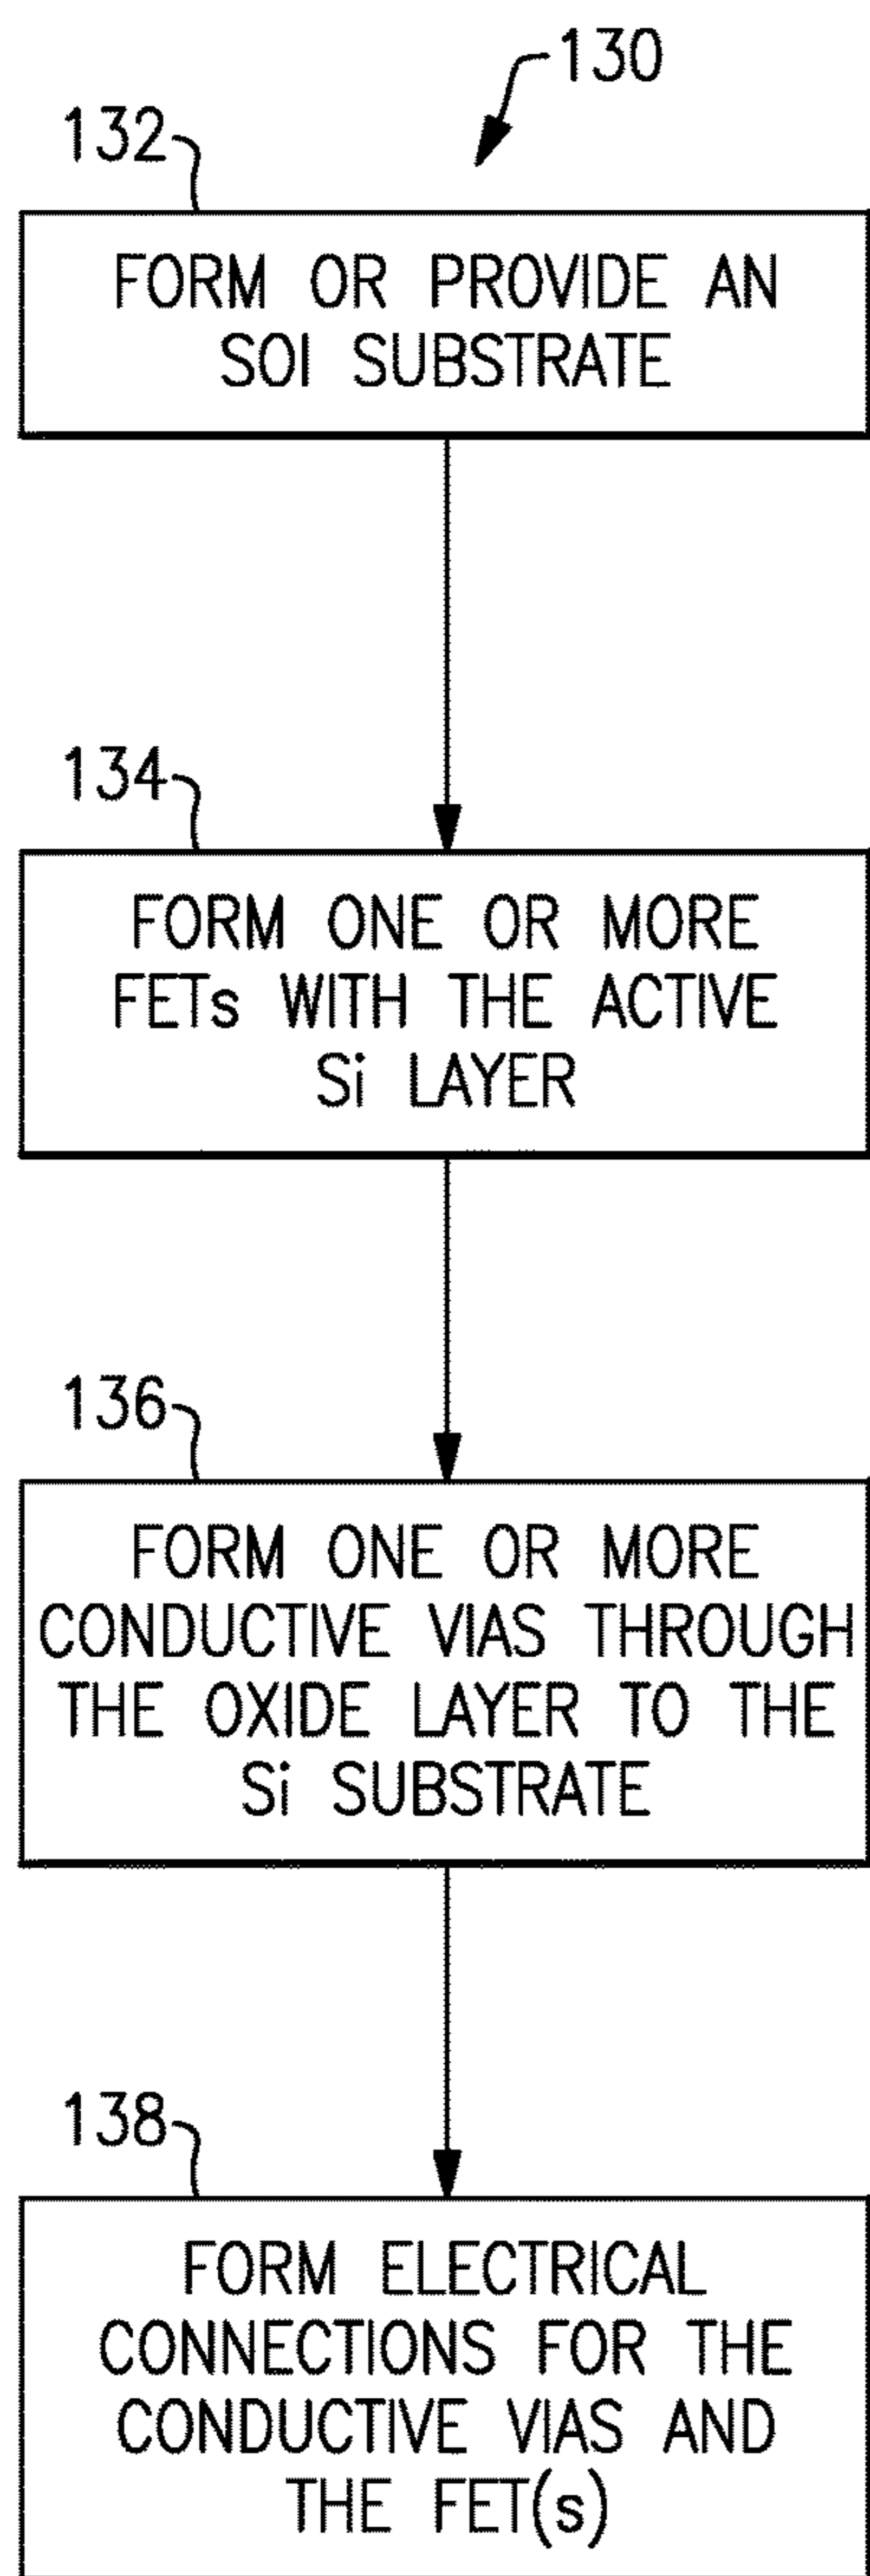 130
132
FORM OR PROVIDE AN
SOI SUBSTRATE
134
FORM ONE OR MORE
FETs WITH THE ACTIVE
Si LAYER
136
FORM ONE OR MORE
CONDUCTIVE VIAS THROUGH
THE OXIDE LAYER TO THE
Si SUBSTRATE
138
FORM ELECTRICAL
CONNECTIONS FOR THE
CONDUCTIVE VIAS AND
THE FET(s)